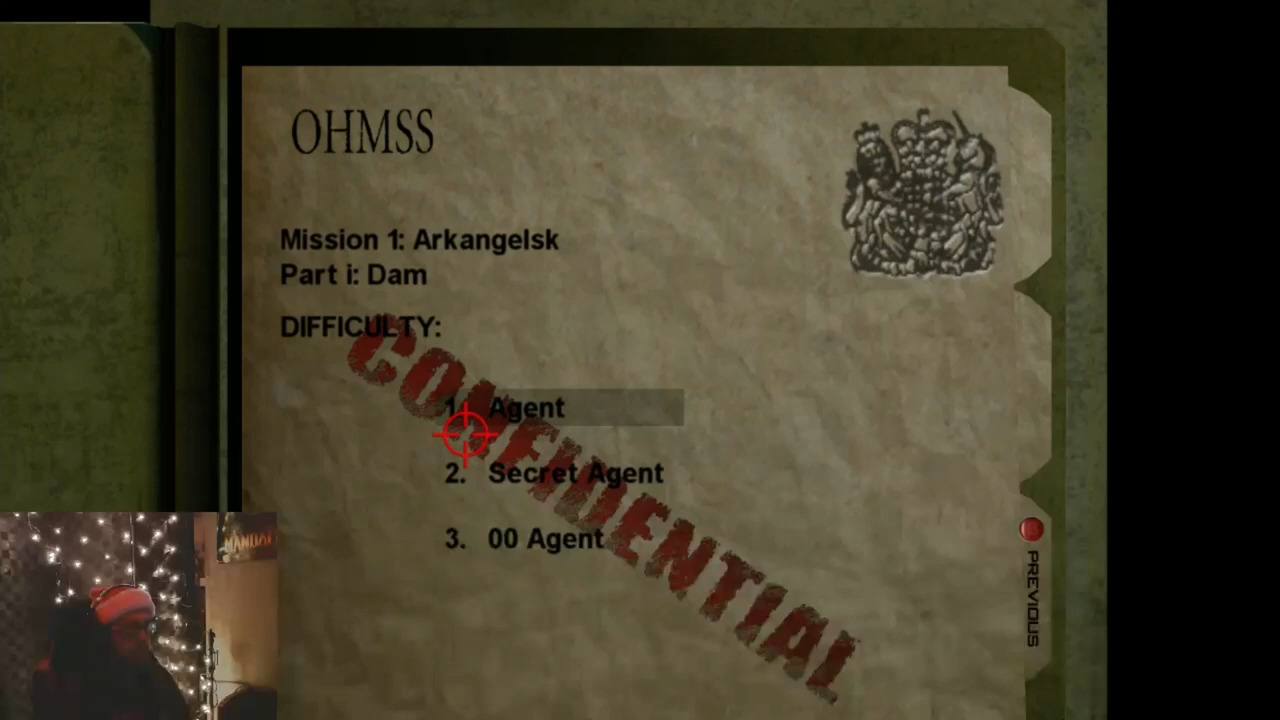 OHMSS
Mission 1: Arkangelsk
Part i: Dam
DIFFICULTY:
1. Agent
2. Secret Agent
3. 00 Agent
CONFIDENTIAL
PREVIOUS